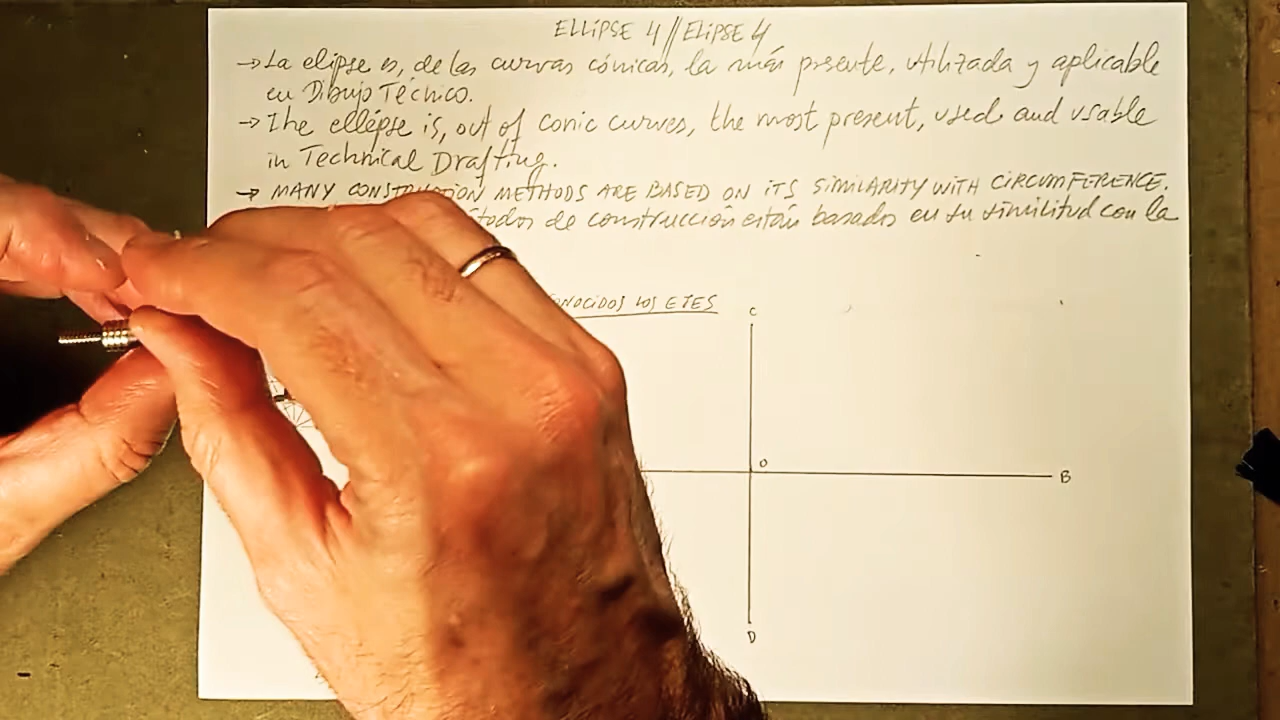 ELLIPSE 4 // ELIPSE 4
→ La elipse es, de las curvas cónicas, la más presente, utilizada y aplicable
en Dibujo Técnico.
→ The ellipse is, out of conic curves, the most present, used and usable
in Technical Drafting.
→ MANY CONSTRUCTION METHODS ARE BASED ON ITS SIMILARITY WITH CIRCUMFERENCE.
todos de construcción están basados en su similitud con la
ONOCIDOS LOS EJES
C
O
B
D